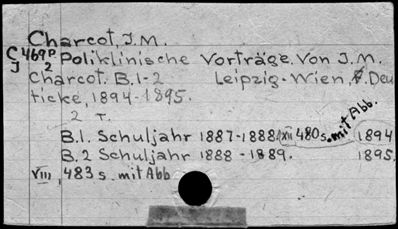 Charcot, J.M.
C 469 P Poliklinische Vorträge. Von J.M.
J 2
Charcot. B.1-2 Leipzig-Wien, F. Deu
ticke, 1894-1895.
2 т.
B.1. Schuljahr 1887-1888. XII 480 s. mit Abb. 1894
B.2 Schuljahr 1888-1889. 1895.
VIII, 483 s. mit Abb